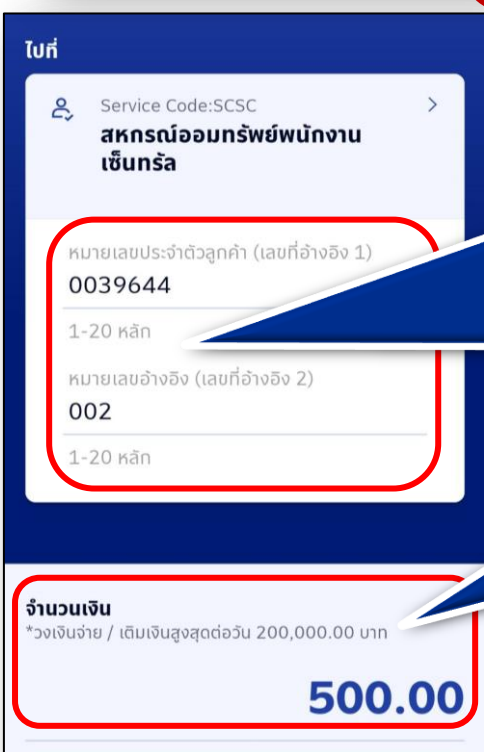 ไปที่
Service Code:SCSC
สหกรณ์ออมทรัพย์พนักงาน
เซ็นทรัล
หมายเลขประจำตัวลูกค้า (เลขที่อ้างอิง 1)
0039644
1-20 หลัก
หมายเลขอ้างอิง (เลขที่อ้างอิง 2)
002
1-20 หลัก
จำนวนเงิน
*วงเงินจ่าย / เติมเงินสูงสุดต่อวัน 200,000.00 บาท
500.00